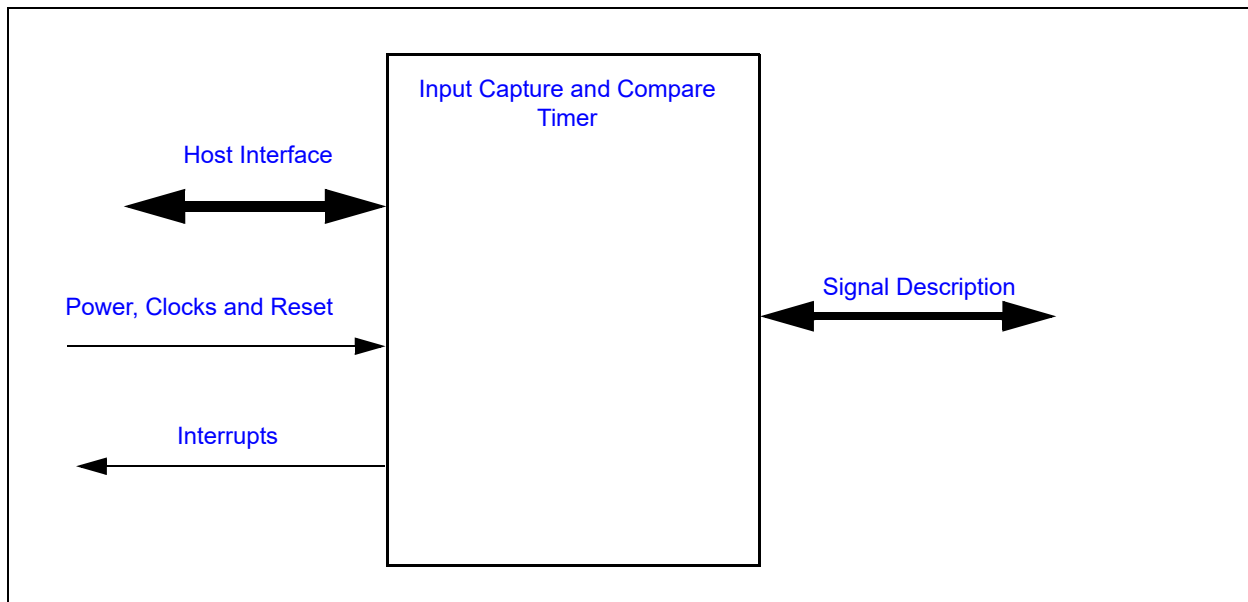 Input Capture and Compare
Timer
Host Interface
Signal Description
Power, Clocks and Reset
Interrupts